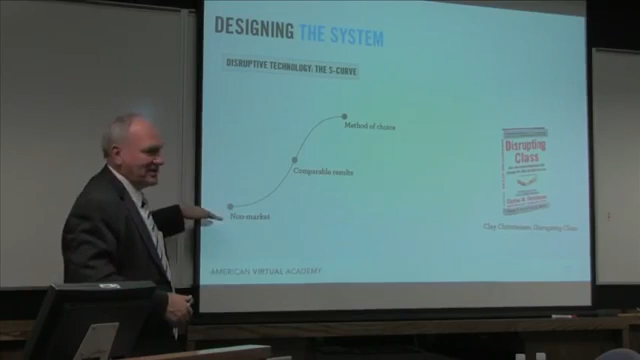 DESIGNING THE SYSTEM
DISRUPTIVE TECHNOLOGY: THE S-CURVE
Method of choice
Comparable results
Non-market
Disrupting
Class
Clay Christensen, Disrupting Class
AMERICAN VIRTUAL ACADEMY